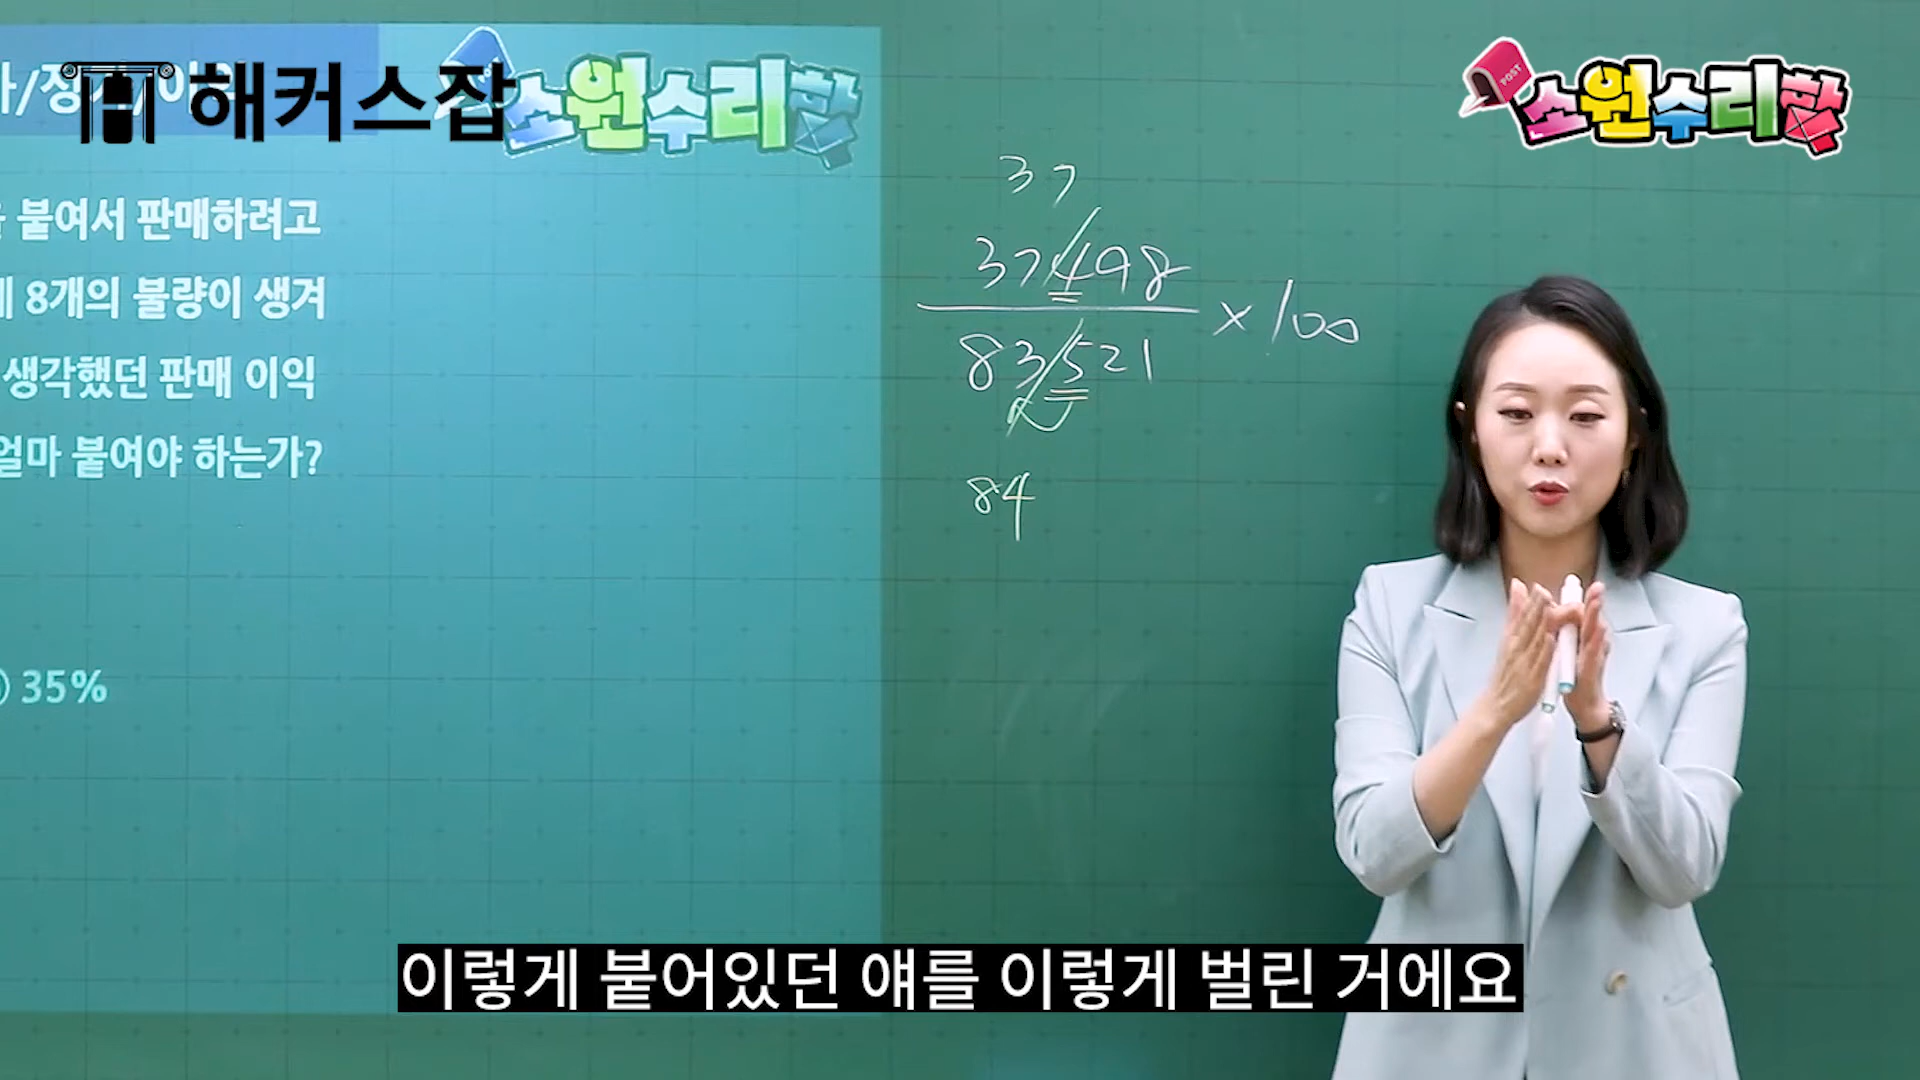 해커스잡
소원수리함
POST
소원수리함
붙여서 판매하려고
8개의 불량이 생겨
생각했던 판매 이익
얼마 붙여야 하는가?
35%
37
37498
83521
×100
84
이렇게 붙어있던 얘를 이렇게 벌린 거에요